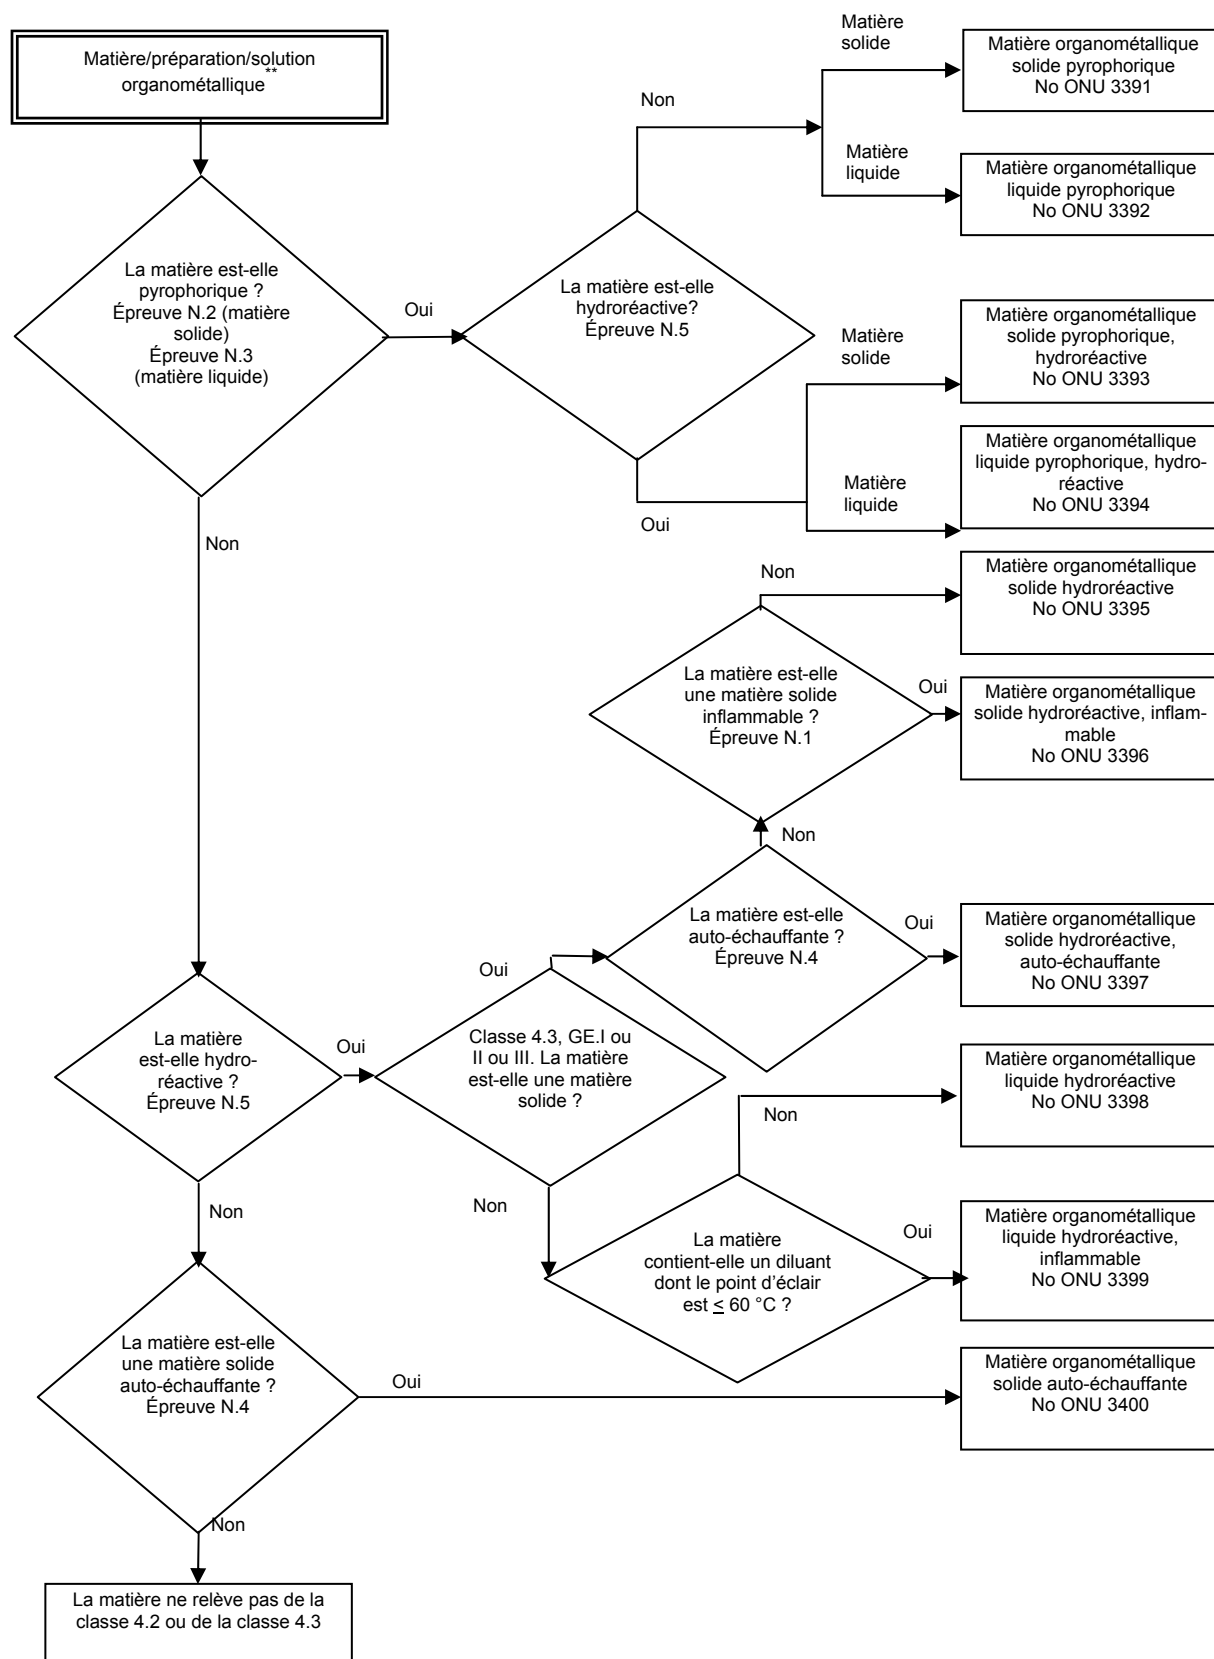 Matière/préparation/solution
organométallique**
Matière
solide
Matière organométallique
solide pyrophorique
No ONU 3391
Non
Matière
liquide
Matière organométallique
liquide pyrophorique
No ONU 3392
La matière est-elle
pyrophorique ?
Épreuve N.2 (matière
solide)
Épreuve N.3
(matière liquide)
Oui
La matière est-elle
hydroréactive?
Épreuve N.5
Matière
solide
Matière organométallique
solide pyrophorique,
hydroréactive
No ONU 3393
Matière
liquide
Oui
Matière organométallique
liquide pyrophorique, hydro-
réactive
No ONU 3394
Non
Non
Matière organométallique
solide hydroréactive
No ONU 3395
La matière est-elle
une matière solide
inflammable ?
Épreuve N.1
Oui
Matière organométallique
solide hydroréactive, inflam-
mable
No ONU 3396
Non
La matière est-elle
auto-échauffante ?
Épreuve N.4
Oui
Matière organométallique
solide hydroréactive,
auto-échauffante
No ONU 3397
Oui
La matière
est-elle hydro-
réactive ?
Épreuve N.5
Oui
Classe 4.3, GE.I ou
II ou III. La matière
est-elle une matière
solide ?
Matière organométallique
liquide hydroréactive
No ONU 3398
Non
Non
Non
La matière
contient-elle un diluant
dont le point d’éclair
est ≤ 60 °C ?
Oui
Matière organométallique
liquide hydroréactive,
inflammable
No ONU 3399
La matière est-elle
une matière solide
auto-échauffante ?
Épreuve N.4
Oui
Matière organométallique
solide auto-échauffante
No ONU 3400
Non
La matière ne relève pas de la
classe 4.2 ou de la classe 4.3